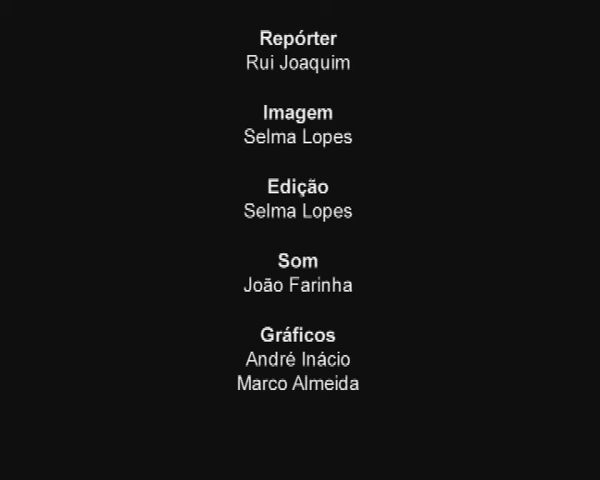 Repórter
Rui Joaquim
Imagem
Selma Lopes
Edição
Selma Lopes
Som
João Farinha
Gráficos
André Inácio
Marco Almeida